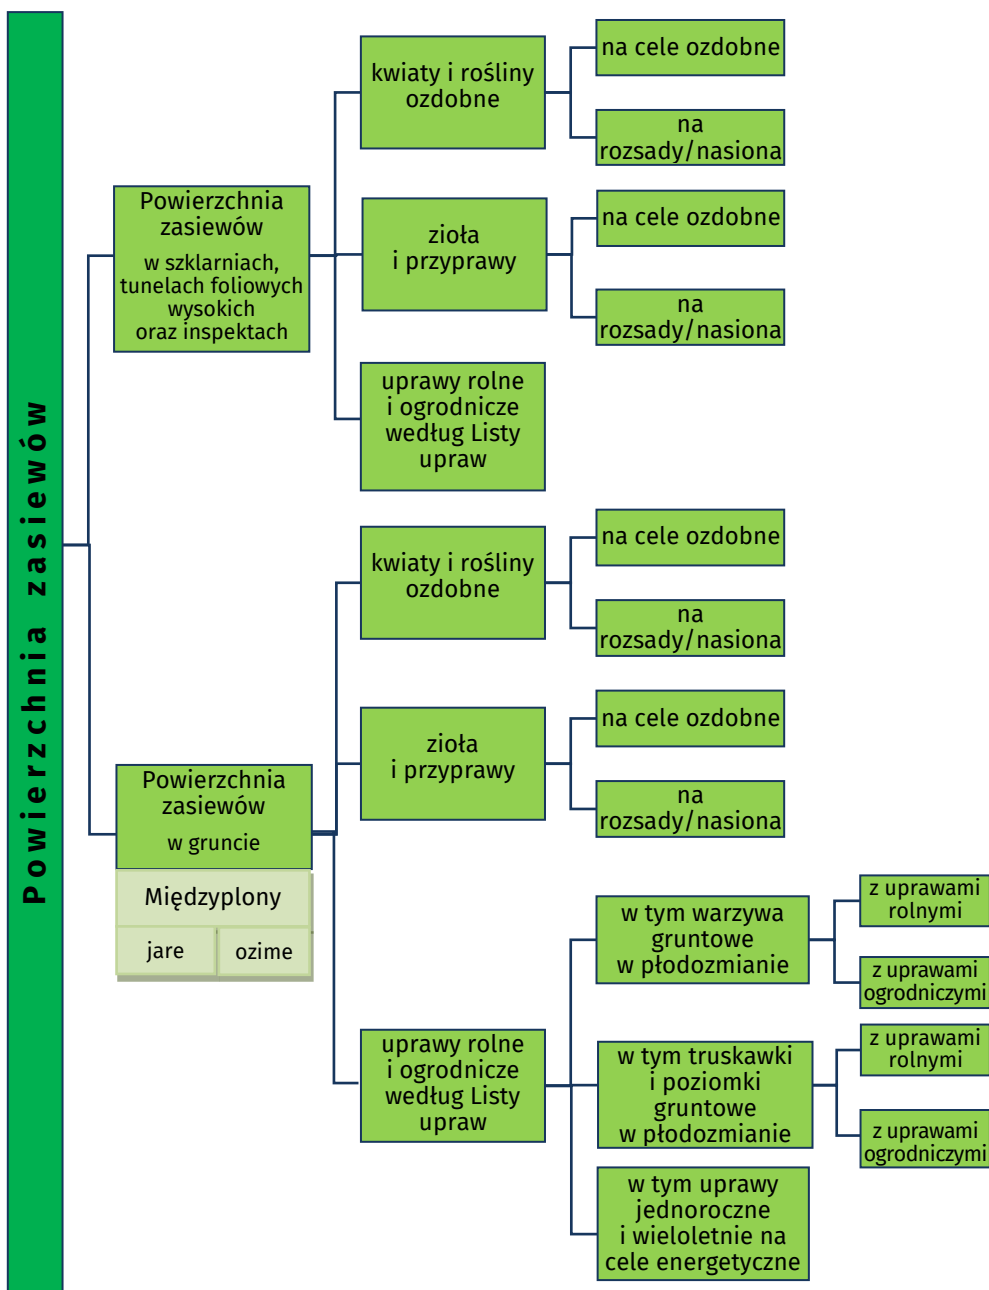 Powierzchnia zasiewów
Powierzchnia
zasiewów
w szklarniach,
tunelach foliowych
wysokich
oraz inspektach
kwiaty i rośliny
ozdobne
na cele ozdobne
na
rozsady/nasiona
zioła
i przyprawy
na cele ozdobne
na
rozsady/nasiona
uprawy rolne
i ogrodnicze
według Listy
upraw
Powierzchnia
zasiewów
w gruncie
Międzyplony
jare
ozime
kwiaty i rośliny
ozdobne
na cele ozdobne
na
rozsady/nasiona
zioła
i przyprawy
na cele ozdobne
na
rozsady/nasiona
uprawy rolne
i ogrodnicze
według Listy
upraw
w tym warzywa
gruntowe
w płodozmianie
z uprawami
rolnymi
z uprawami
ogrodniczymi
w tym truskawki
i poziomki
gruntowe
w płodozmianie
z uprawami
rolnymi
z uprawami
ogrodniczymi
w tym uprawy
jednoroczne
i wieloletnie na
cele energetyczne